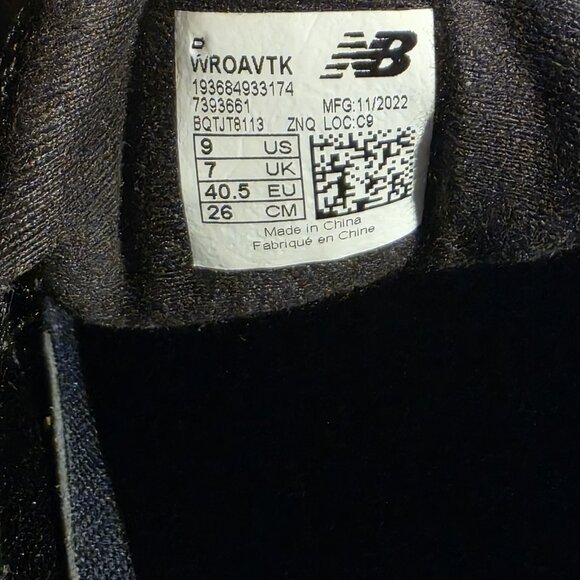 D
WROAVTK
NB
193684933174
7393661 MFG:11/2022
BQTJT8113 ZNQ LOC:C9
9 US
7 UK
40.5 EU
26 CM
Made in China
Fabriqué en Chine